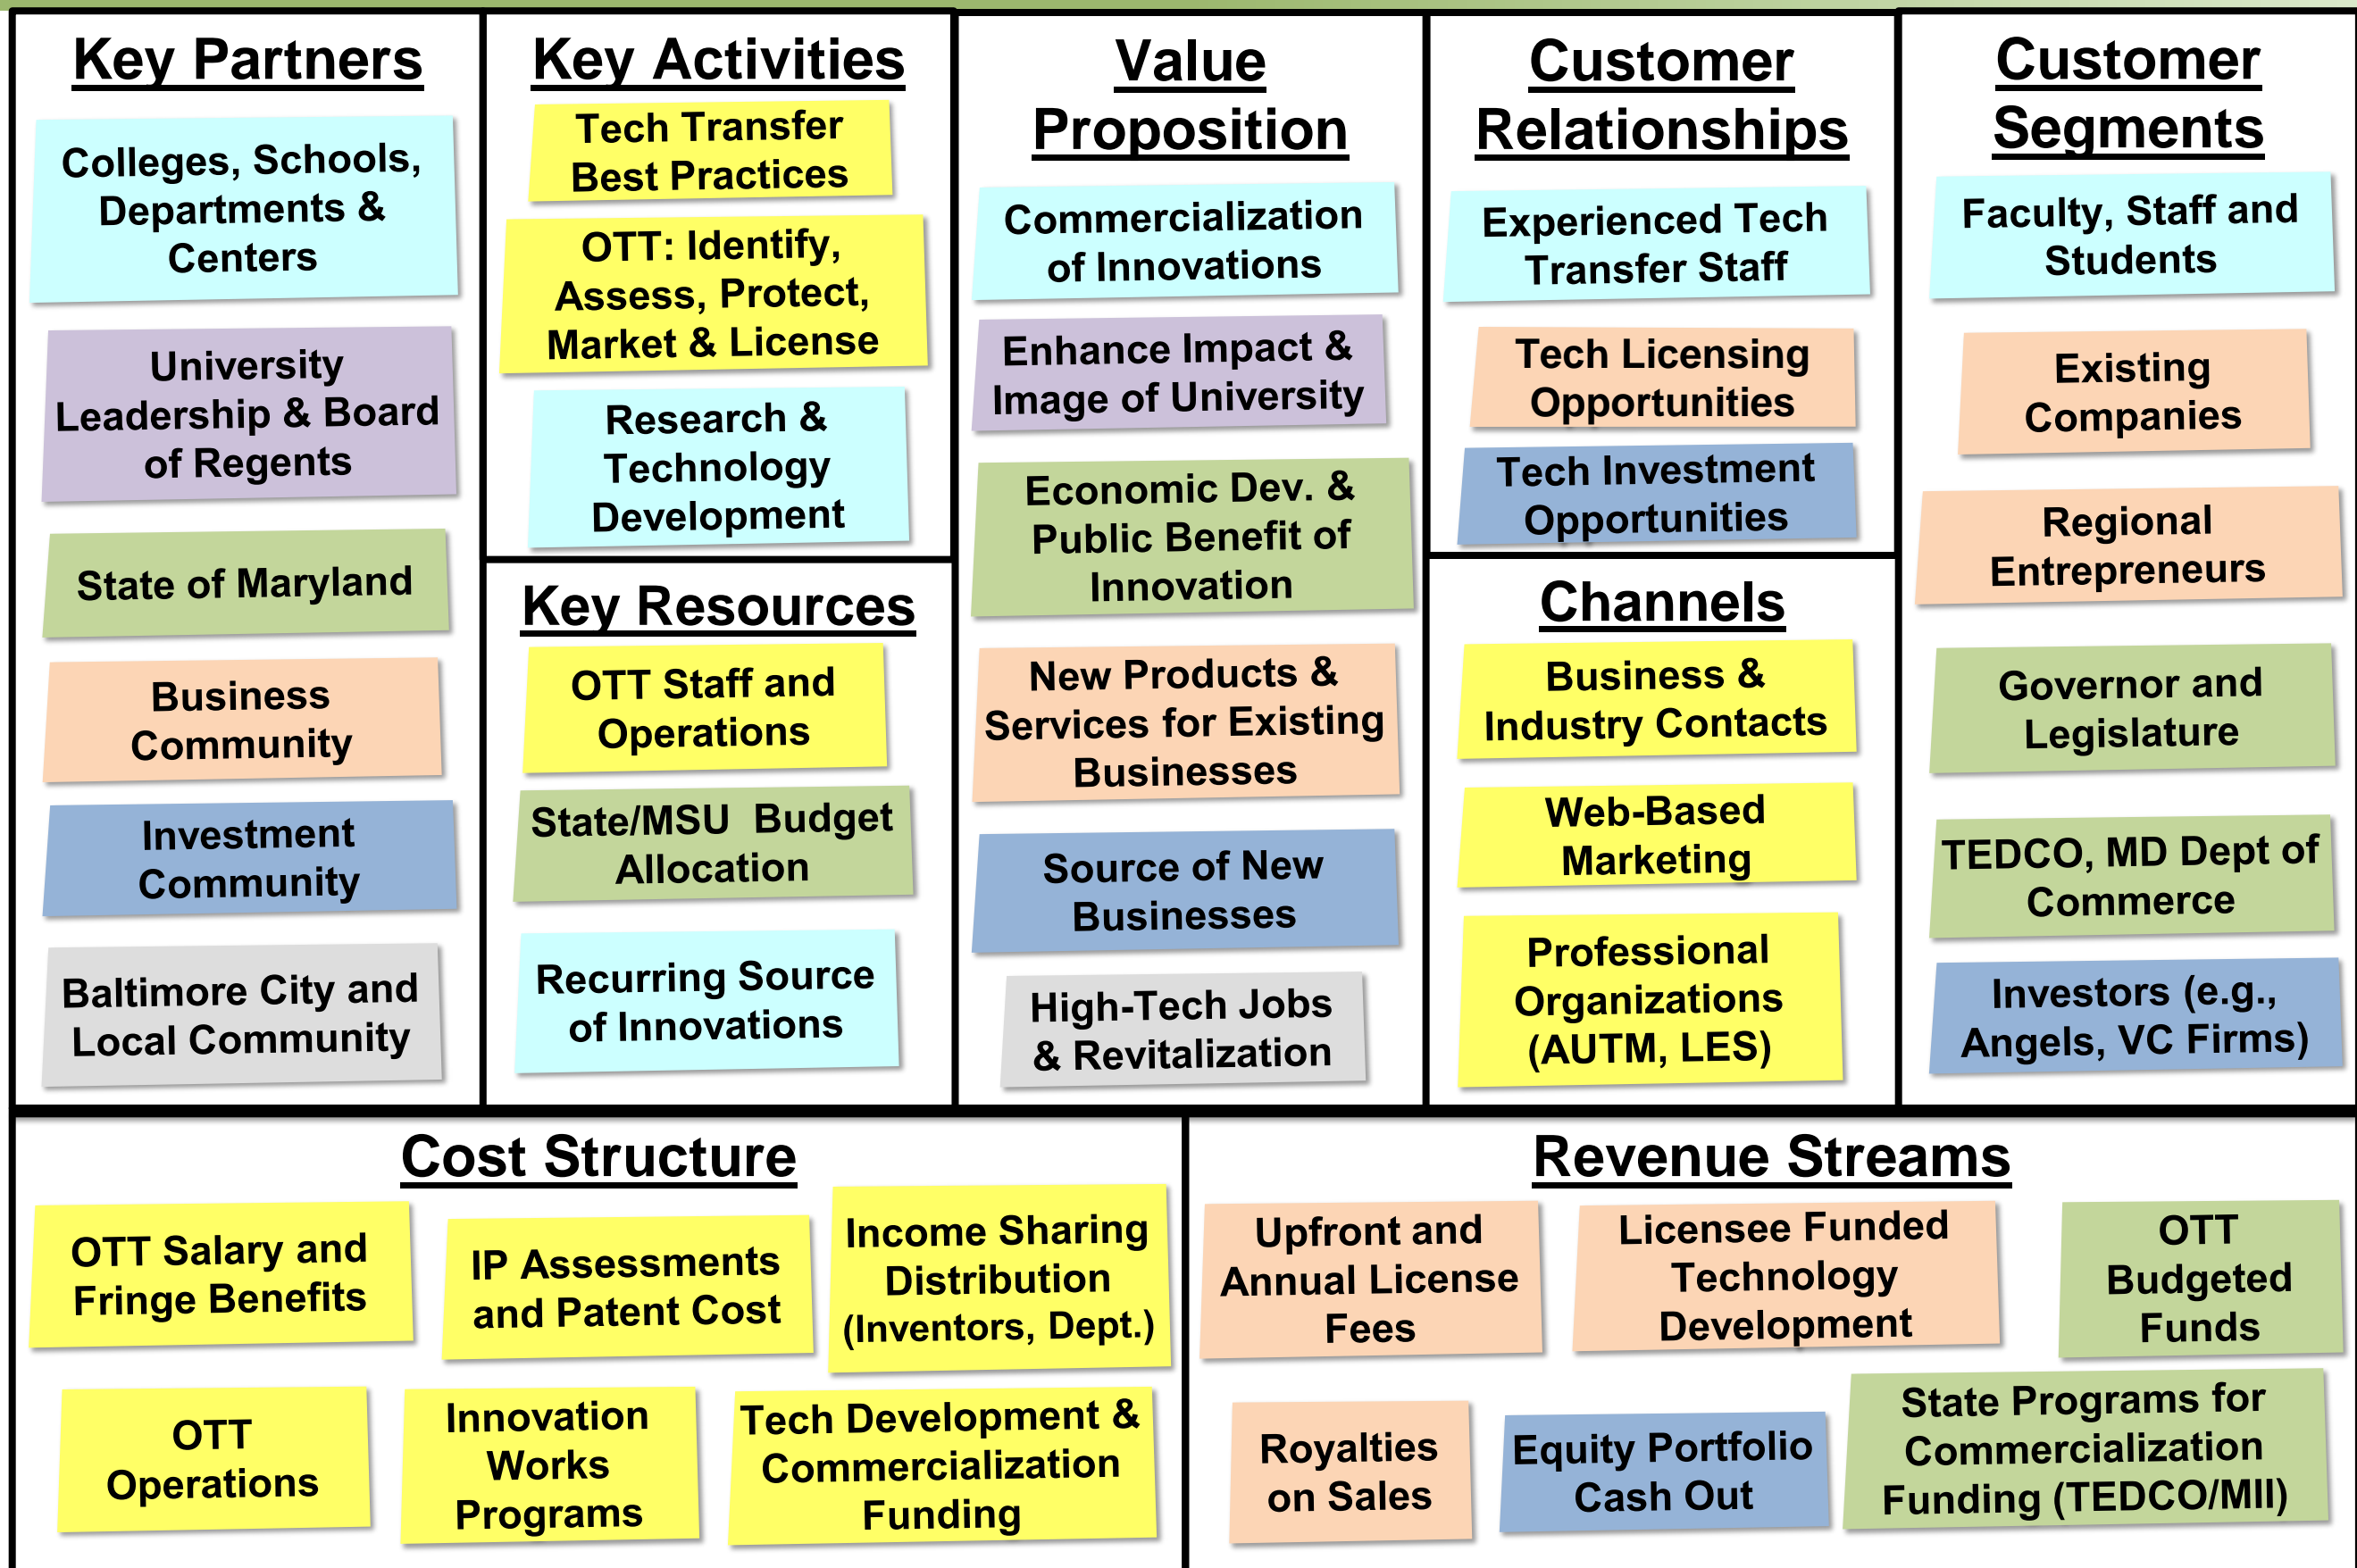 Key Partners
Colleges, Schools,
Departments &
Centers
University
Leadership & Board
of Regents
State of Maryland
Business
Community
Investment
Community
Baltimore City and
Local Community
Key Activities
Tech Transfer
Best Practices
OTT: Identify,
Assess, Protect,
Market & License
Research &
Technology
Development
Key Resources
OTT Staff and
Operations
State/MSU Budget
Allocation
Recurring Source
of Innovations
Value
Proposition
Commercialization
of Innovations
Enhance Impact &
Image of University
Economic Dev. &
Public Benefit of
Innovation
New Products &
Services for Existing
Businesses
Source of New
Businesses
High-Tech Jobs
& Revitalization
Customer
Relationships
Experienced Tech
Transfer Staff
Tech Licensing
Opportunities
Tech Investment
Opportunities
Channels
Business &
Industry Contacts
Web-Based
Marketing
Professional
Organizations
(AUTM, LES)
Customer
Segments
Faculty, Staff and
Students
Existing
Companies
Regional
Entrepreneurs
Governor and
Legislature
TEDCO, MD Dept of
Commerce
Investors (e.g.,
Angels, VC Firms)
Cost Structure
OTT Salary and
Fringe Benefits
IP Assessments
and Patent Cost
Income Sharing
Distribution
(Inventors, Dept.)
OTT
Operations
Innovation
Works
Programs
Tech Development &
Commercialization
Funding
Revenue Streams
Upfront and
Annual License
Fees
Licensee Funded
Technology
Development
OTT
Budgeted
Funds
Royalties
on Sales
Equity Portfolio
Cash Out
State Programs for
Commercialization
Funding (TEDCO/MII)